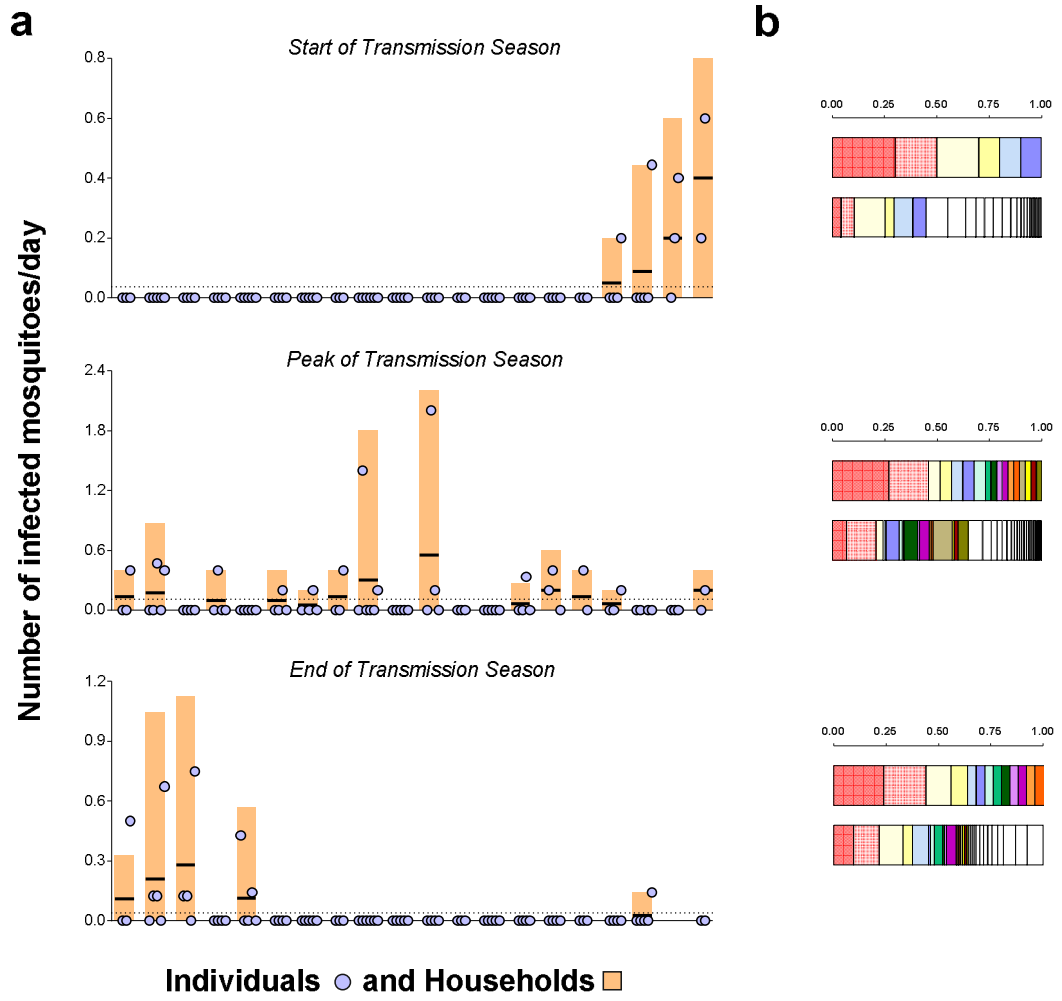 a
b
Number of infected mosquitoes/day
Start of Transmission Season
0.8
0.6
0.4
0.2
0.0
0.00 0.25 0.50 0.75 1.00
Peak of Transmission Season
2.4
1.8
1.2
0.6
0.0
0.00 0.25 0.50 0.75 1.00
End of Transmission Season
1.2
0.9
0.6
0.3
0.0
0.00 0.25 0.50 0.75 1.00
Individuals and Households